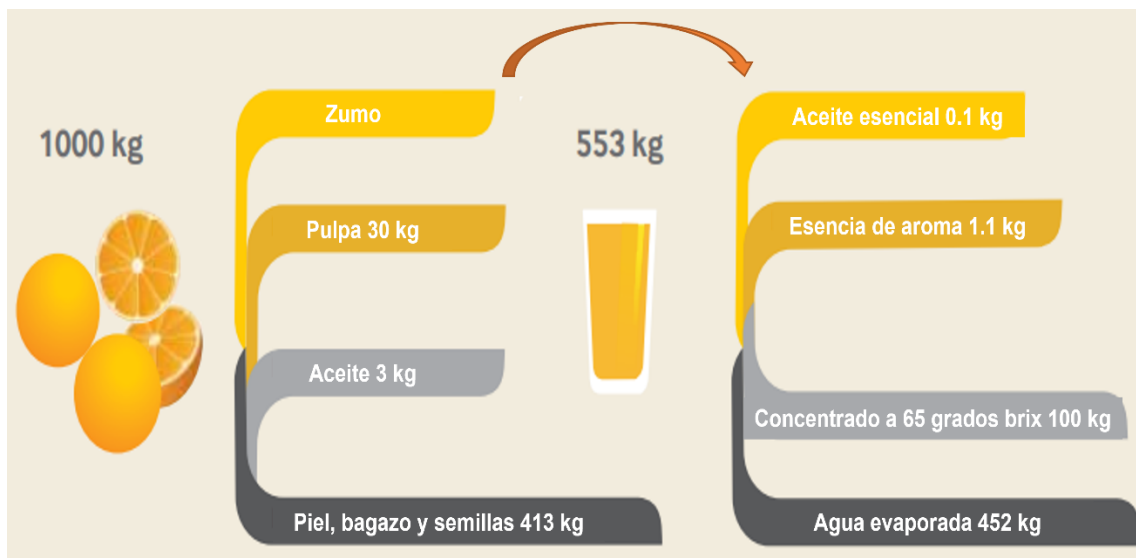 1000 kg
Zumo
Pulpa 30 kg
Aceite 3 kg
Piel, bagazo y semillas 413 kg
553 kg
Aceite esencial 0.1 kg
Esencia de aroma 1.1 kg
Concentrado a 65 grados brix 100 kg
Agua evaporada 452 kg